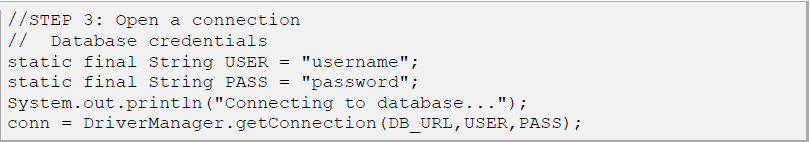 //STEP 3: Open a connection
//  Database credentials
static final String USER = "username";
static final String PASS = "password";
System.out.println("Connecting to database...");
conn = DriverManager.getConnection(DB_URL,USER,PASS);